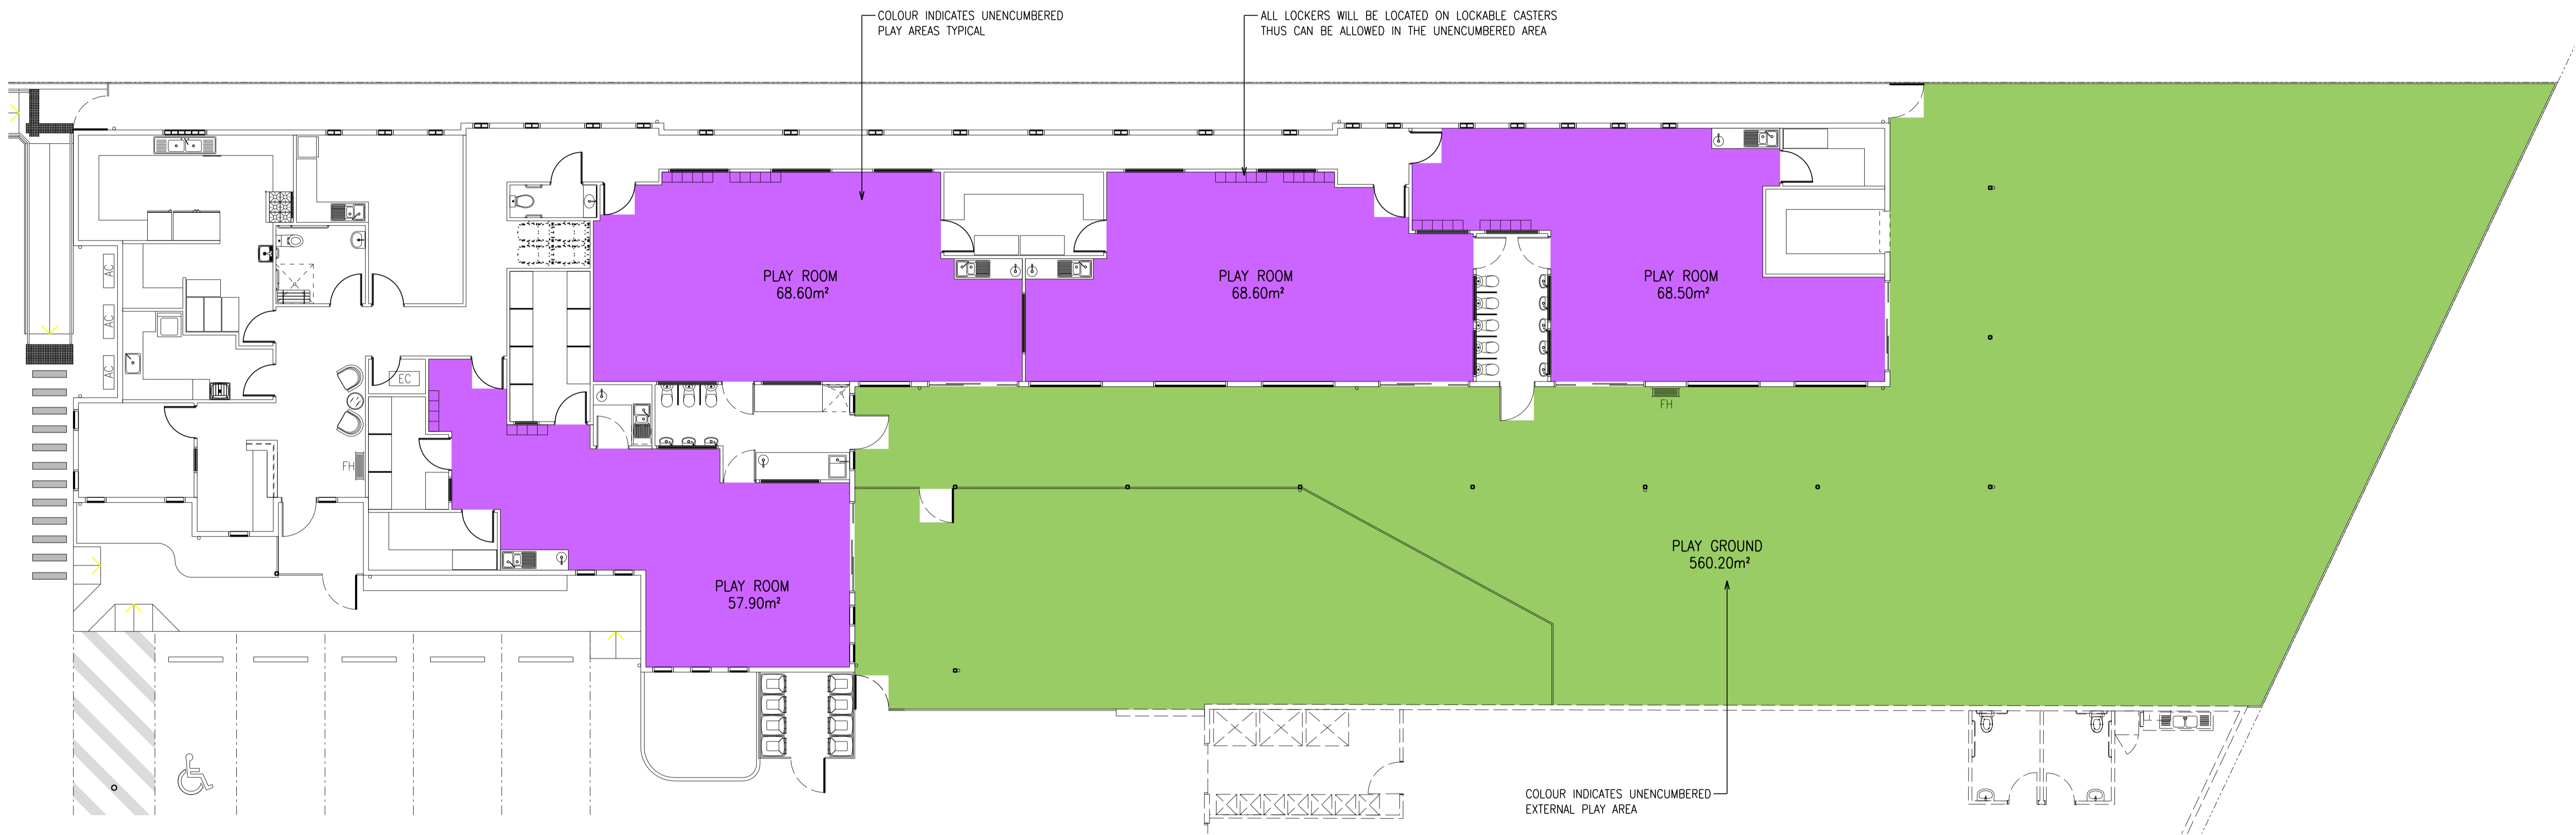 COLOUR INDICATES UNENCUMBERED
PLAY AREAS TYPICAL
ALL LOCKERS WILL BE LOCATED ON LOCKABLE CASTERS
THUS CAN BE ALLOWED IN THE UNENCUMBERED AREA
AC
AC
AC
EC
FH
PLAY ROOM
68.60m²
PLAY ROOM
68.60m²
PLAY ROOM
68.50m²
FH
PLAY ROOM
57.90m²
PLAY GROUND
560.20m²
COLOUR INDICATES UNENCUMBERED
EXTERNAL PLAY AREA